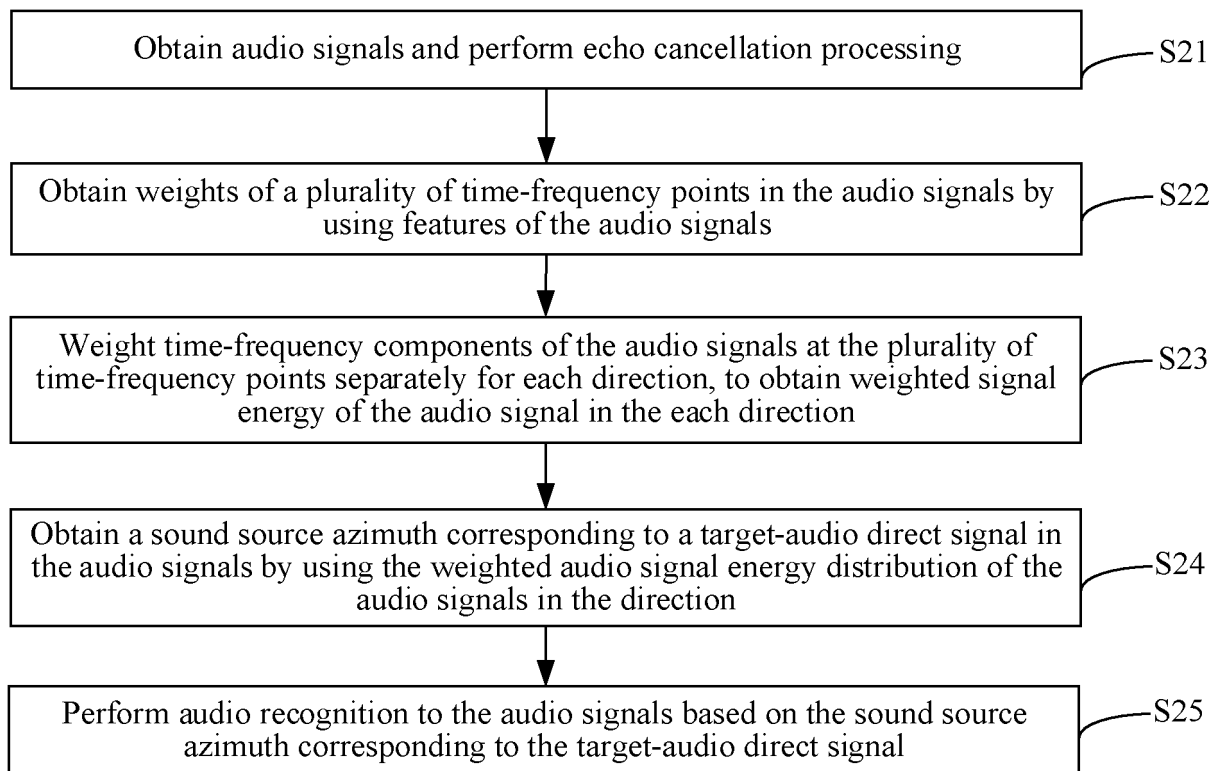 Obtain audio signals and perform echo cancellation processing
S21
Obtain weights of a plurality of time-frequency points in the audio signals by
using features of the audio signals
S22
Weight time-frequency components of the audio signals at the plurality of
time-frequency points separately for each direction, to obtain weighted signal
energy of the audio signal in the each direction
S23
Obtain a sound source azimuth corresponding to a target-audio direct signal in
the audio signals by using the weighted audio signal energy distribution of the
audio signals in the direction
S24
Perform audio recognition to the audio signals based on the sound source
azimuth corresponding to the target-audio direct signal
S25